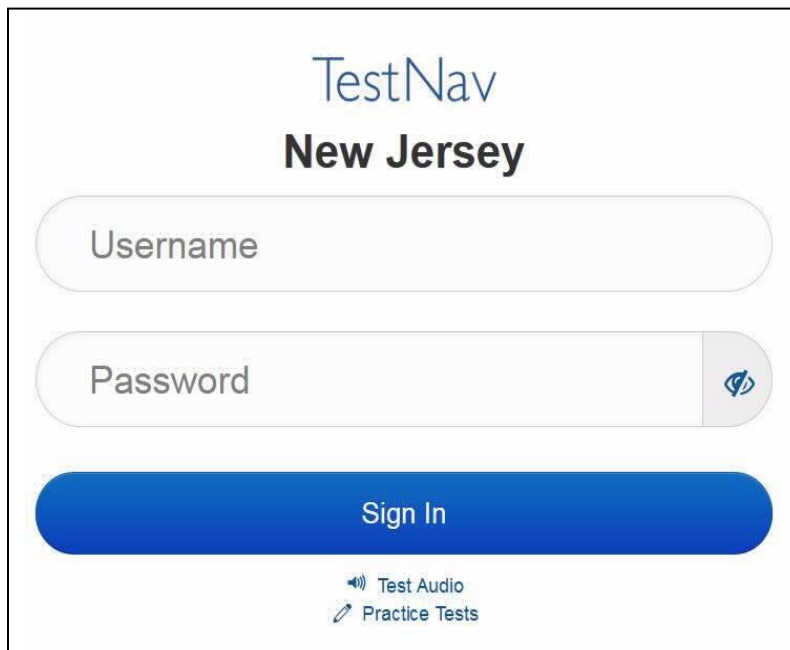 TestNav
New Jersey
Username
Password
Sign In
Test Audio
Practice Tests